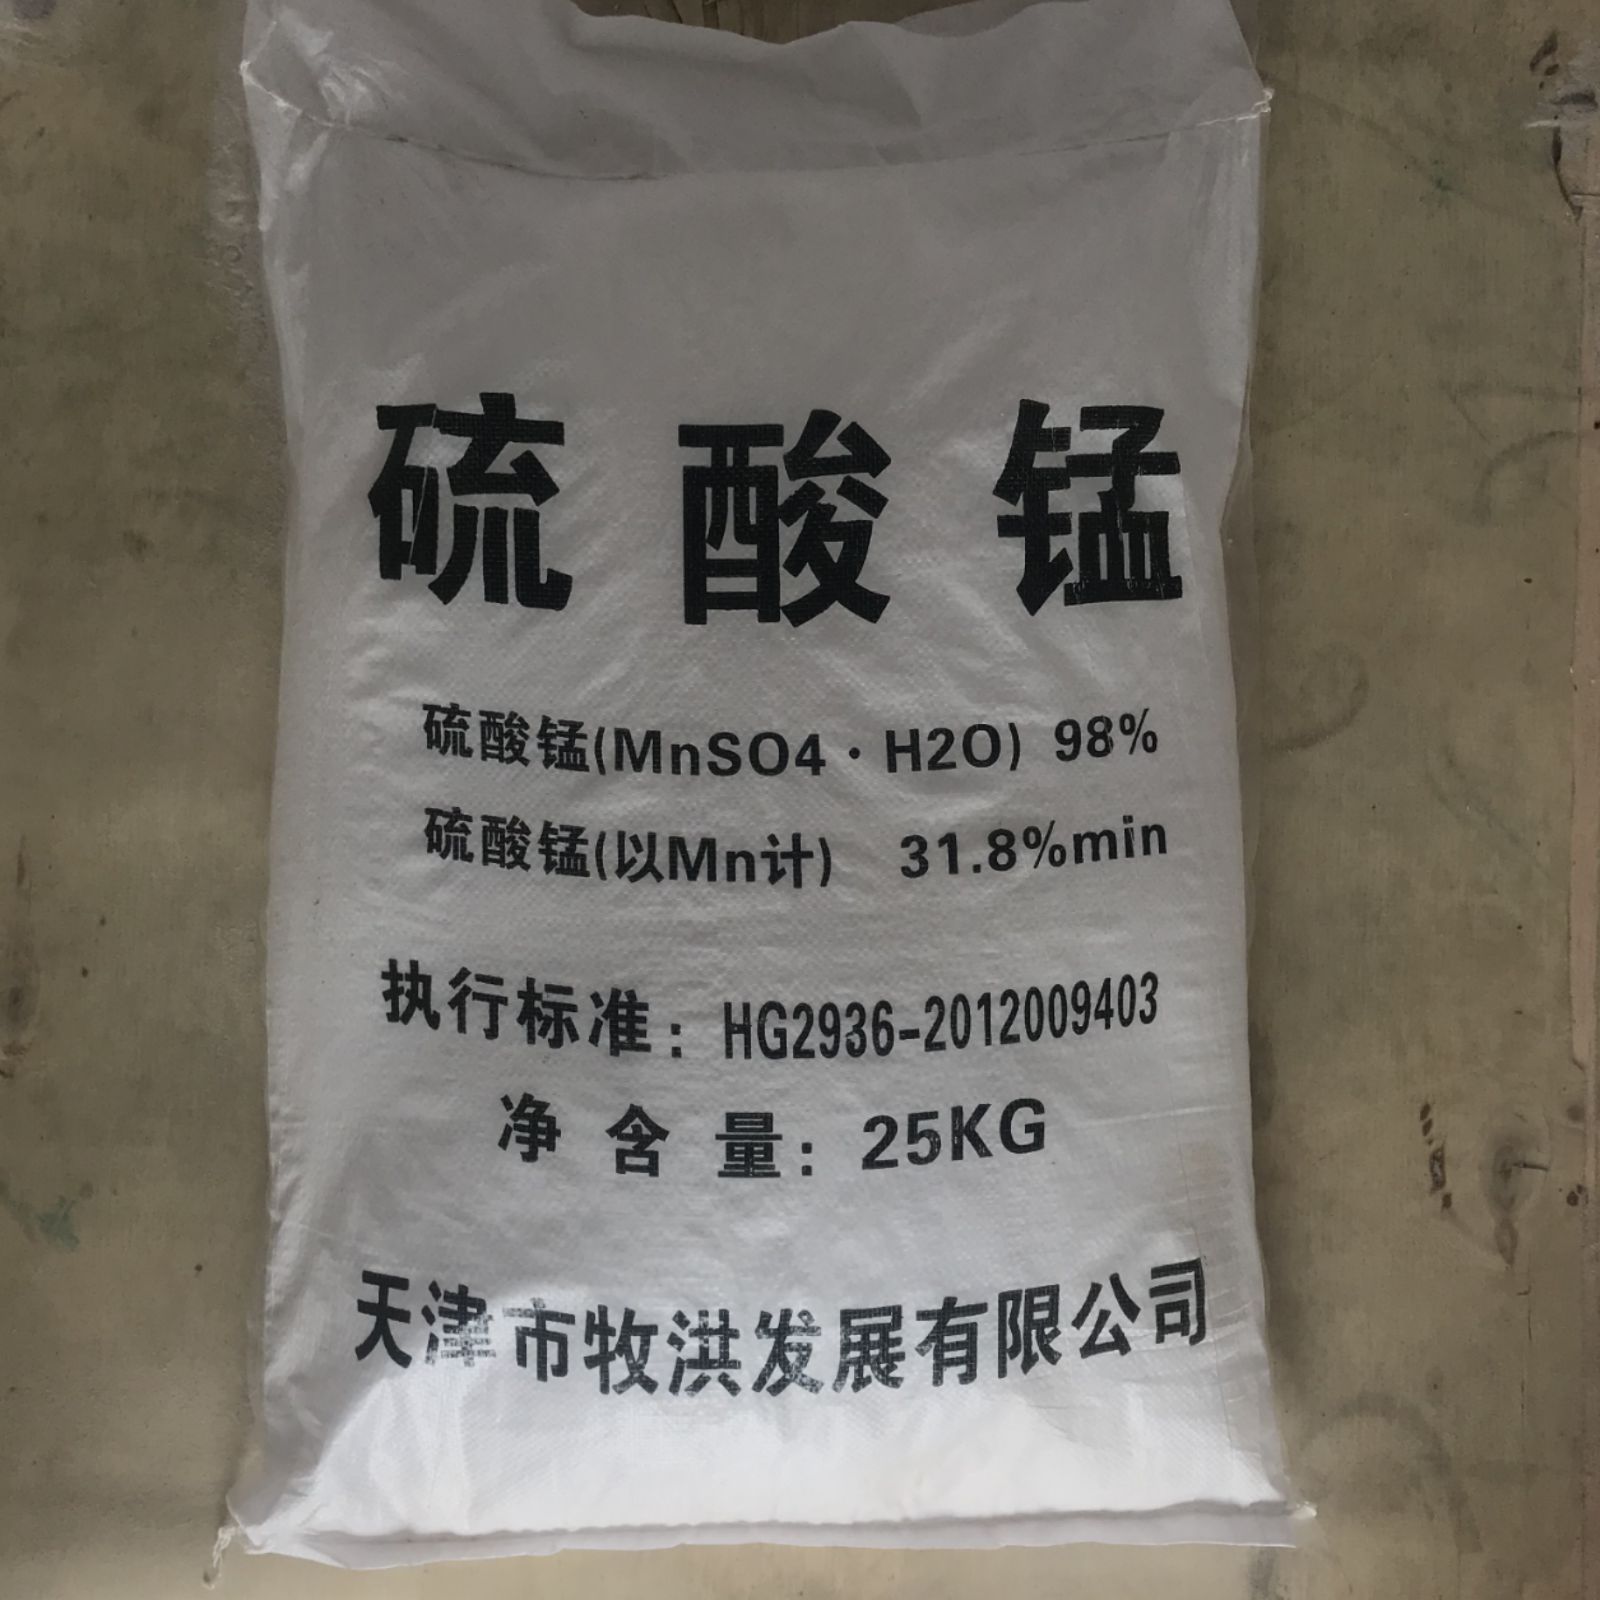 硫酸锰
硫酸锰(MnSO4·H2O) 98%
硫酸锰(以Mn计) 31.8%min
执行标准：HG2936-2012009403
净含量：25KG
天津市牧洪发展有限公司